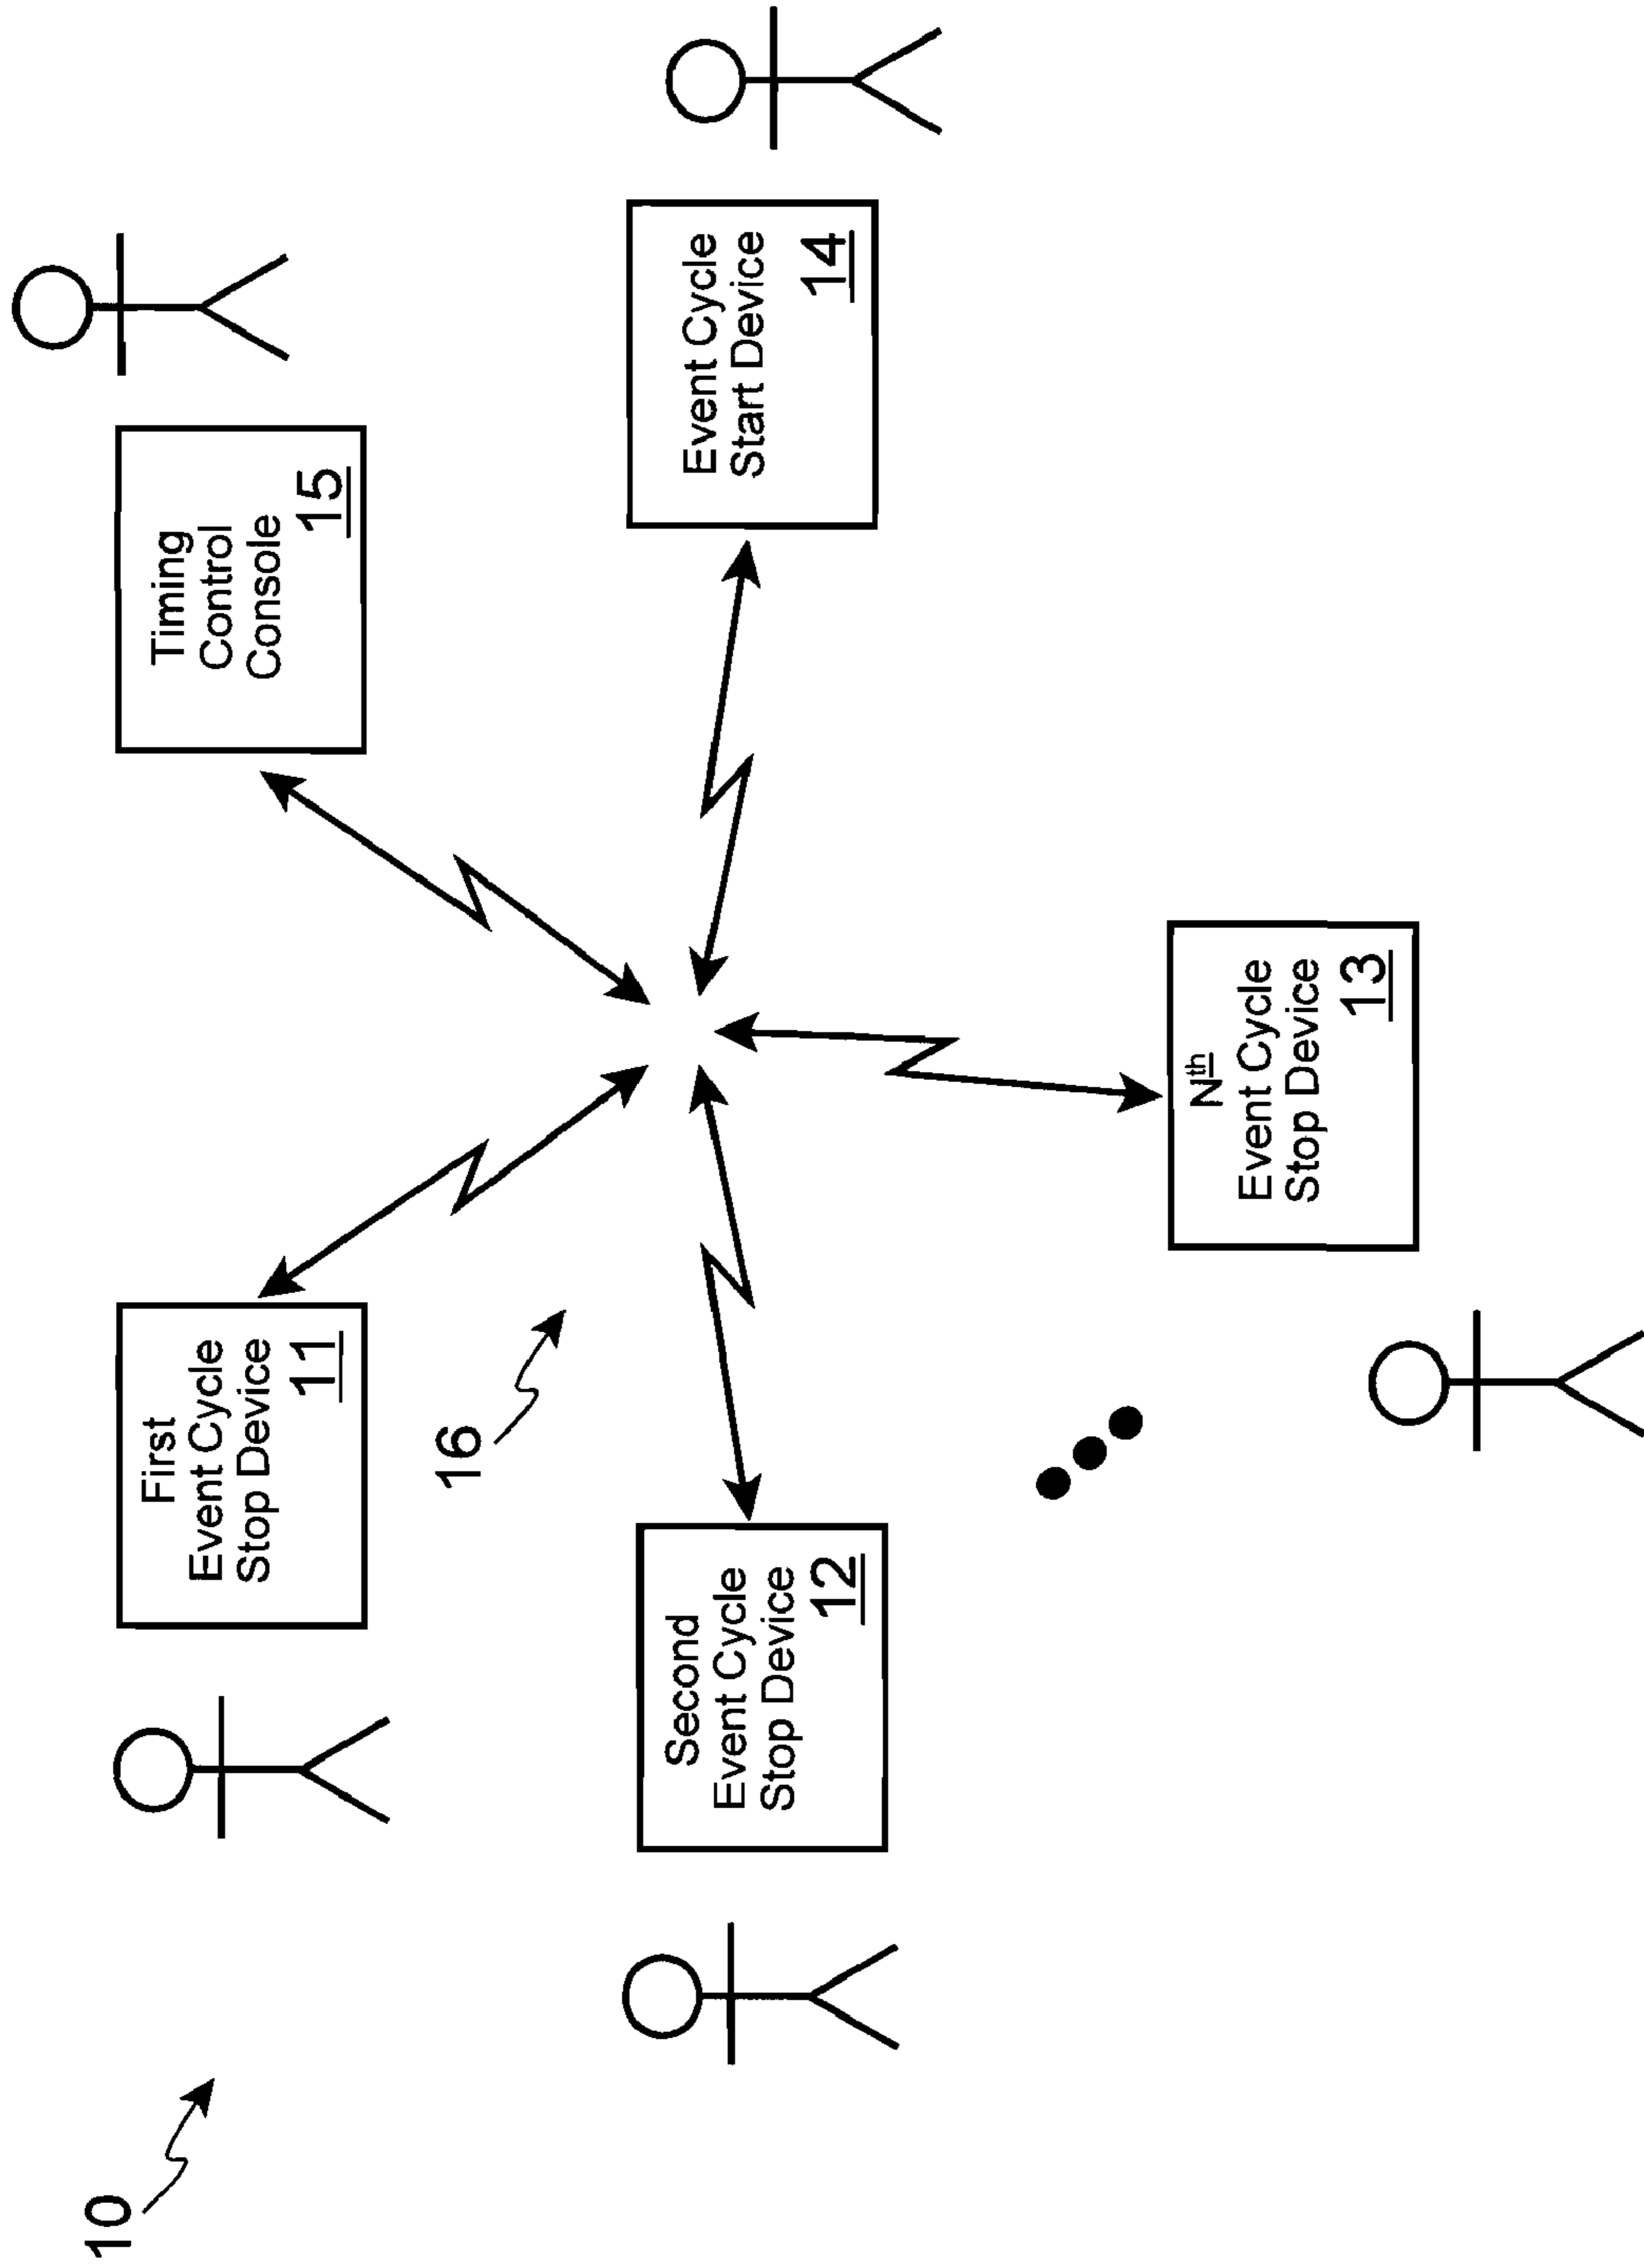 10
First
Event Cycle
Stop Device
11
Timing
Control
Console
15
16
Second
Event Cycle
Stop Device
12
Event Cycle
Start Device
14
Nth
Event Cycle
Stop Device
13